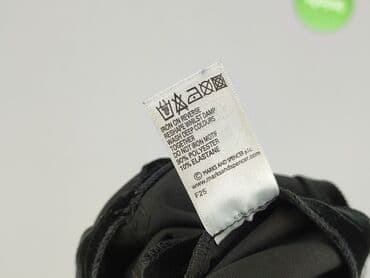 IRON ON REVERSE
RESHAPE WHILST DAMP
WASH DEEP COLOURS
TOGETHER
DO NOT IRON MOTIF
90% POLYESTER
10% ELASTANE
© MARKS AND SPENCER p.l.c.
www.marksandspencer.com
F25